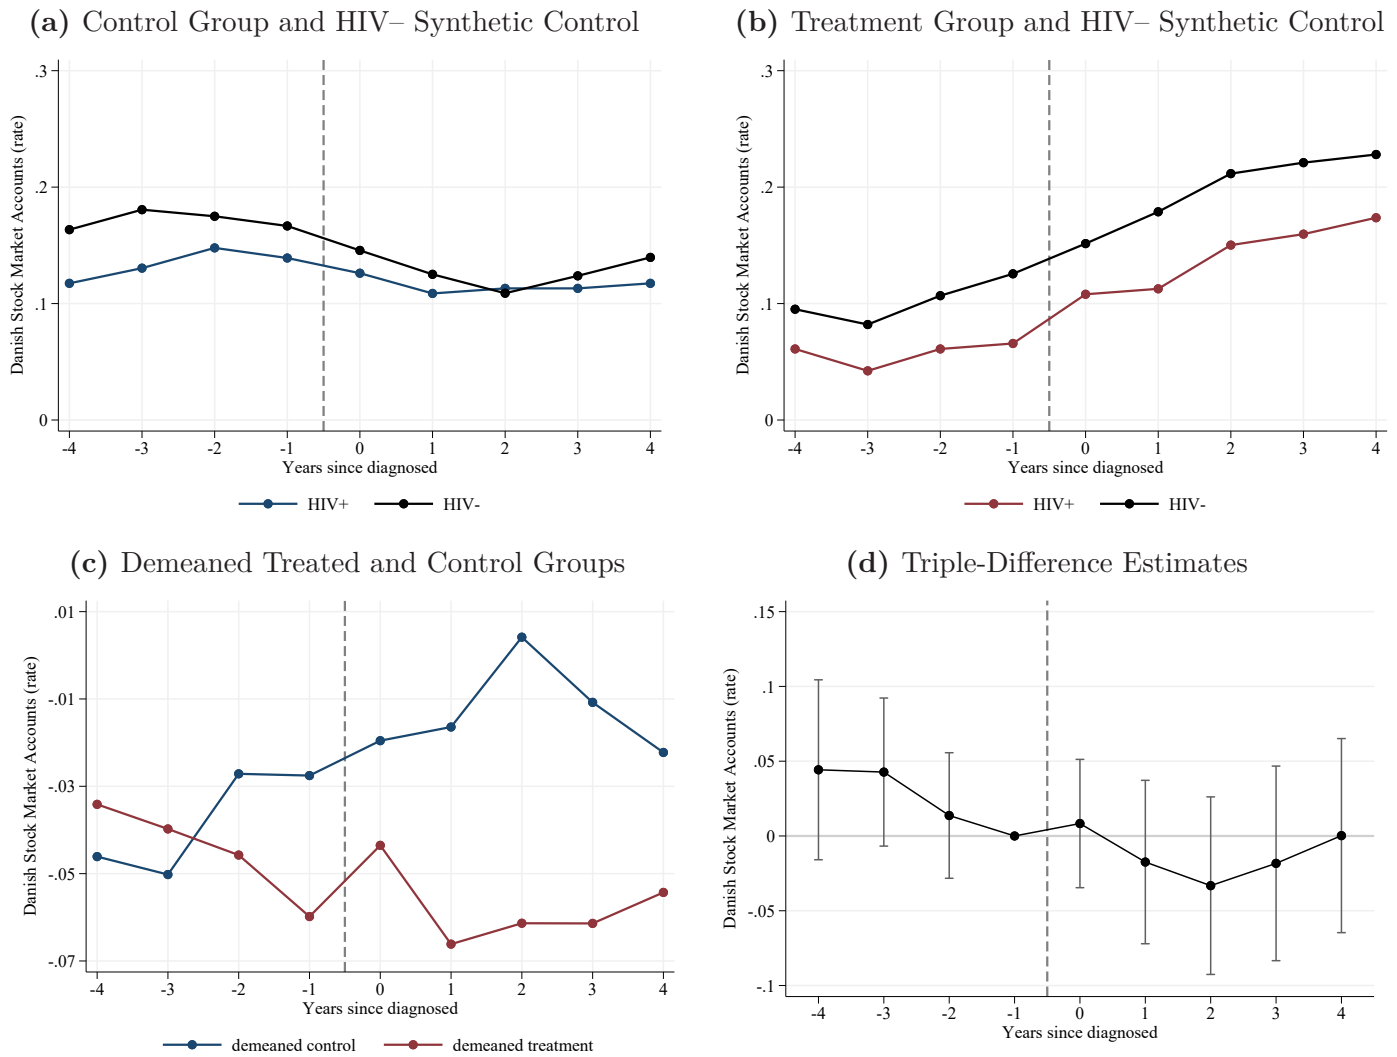 (a) Control Group and HIV– Synthetic Control
.3
.2
.1
0
Danish Stock Market Accounts (rate)
-4 -3 -2 -1 0 1 2 3 4
Years since diagnosed
HIV+ HIV-
(b) Treatment Group and HIV– Synthetic Control
.3
.2
.1
0
Danish Stock Market Accounts (rate)
-4 -3 -2 -1 0 1 2 3 4
Years since diagnosed
HIV+ HIV-
(c) Demeaned Treated and Control Groups
.01
-.01
-.03
-.05
-.07
Danish Stock Market Accounts (rate)
-4 -3 -2 -1 0 1 2 3 4
Years since diagnosed
demeaned control demeaned treatment
(d) Triple-Difference Estimates
.15
.1
.05
0
-.05
-.1
Danish Stock Market Accounts (rate)
-4 -3 -2 -1 0 1 2 3 4
Years since diagnosed